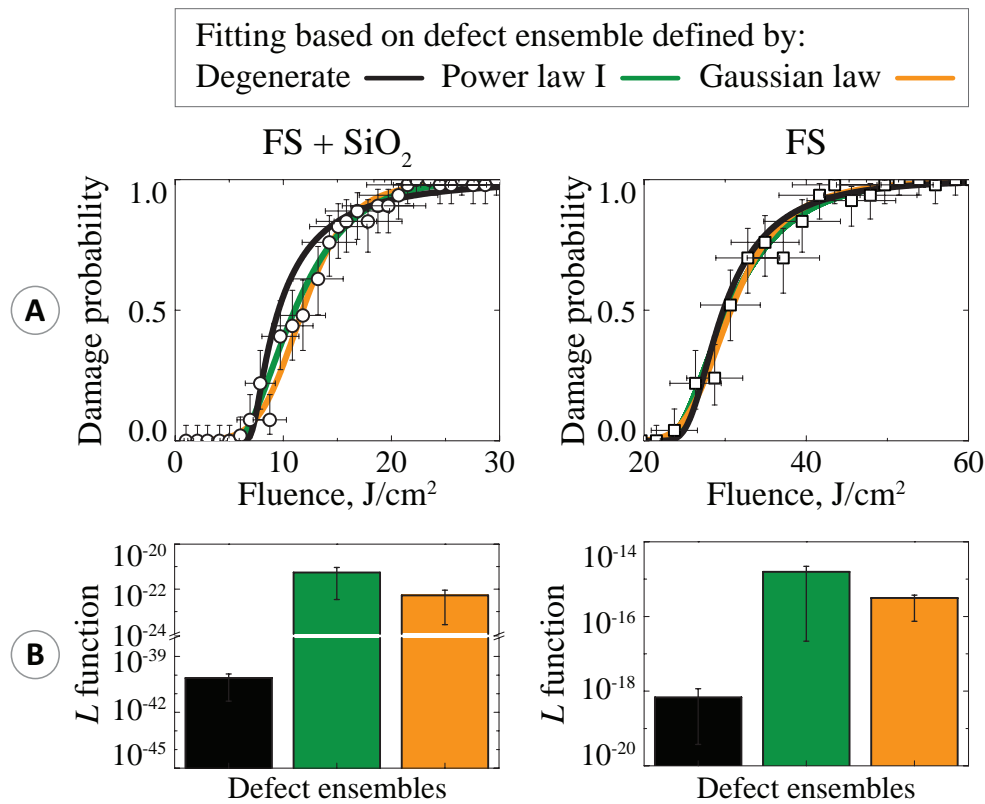 Fitting based on defect ensemble defined by:
Degenerate Power law I Gaussian law
FS + SiO₂
FS
A
Damage probability
1.0
0.5
0.0
0 10 20 30
Fluence, J/cm²
Damage probability
1.0
0.5
0.0
20 40 60
Fluence, J/cm²
B
L function
10⁻²⁰
10⁻²²
10⁻²⁴
10⁻³⁹
10⁻⁴²
10⁻⁴⁵
Defect ensembles
L function
10⁻¹⁴
10⁻¹⁶
10⁻¹⁸
10⁻²⁰
Defect ensembles